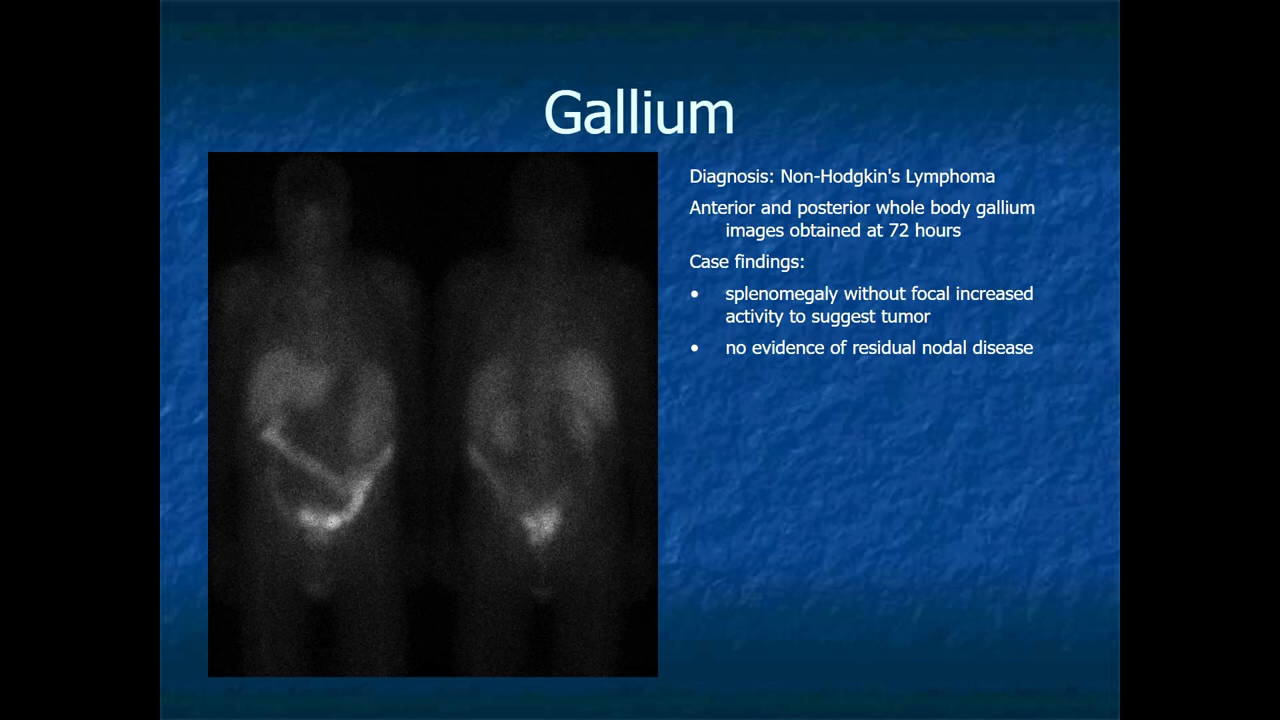 Gallium
Diagnosis: Non-Hodgkin's Lymphoma
Anterior and posterior whole body gallium
images obtained at 72 hours
Case findings:
• splenomegaly without focal increased
activity to suggest tumor
• no evidence of residual nodal disease